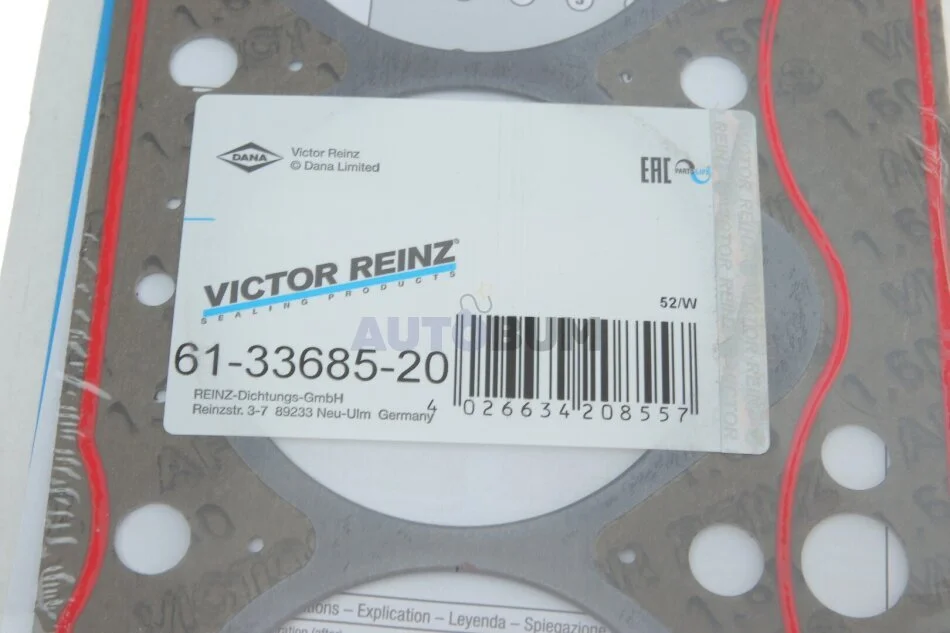 DANA
Victor Reinz
© Dana Limited
EAC
PARTSLIFE
VICTOR REINZ®
SEALING PRODUCTS
52/W
AUTOBUM
61-33685-20
REINZ-Dichtungs-GmbH
Reinzstr. 3-7 89233 Neu-Ulm Germany
4 026634 208557
– Explication – Leyenda – Spiegazione